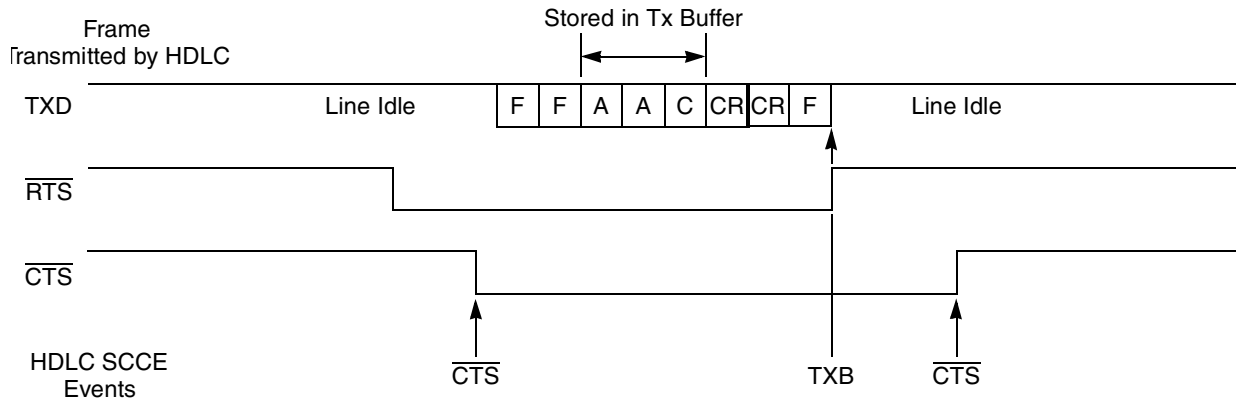 Stored in Tx Buffer
Frame
Transmitted by HDLC
TXD
Line Idle
F F A A C CR CR F
Line Idle
RTS
CTS
HDLC SCCE
Events
CTS
TXB
CTS